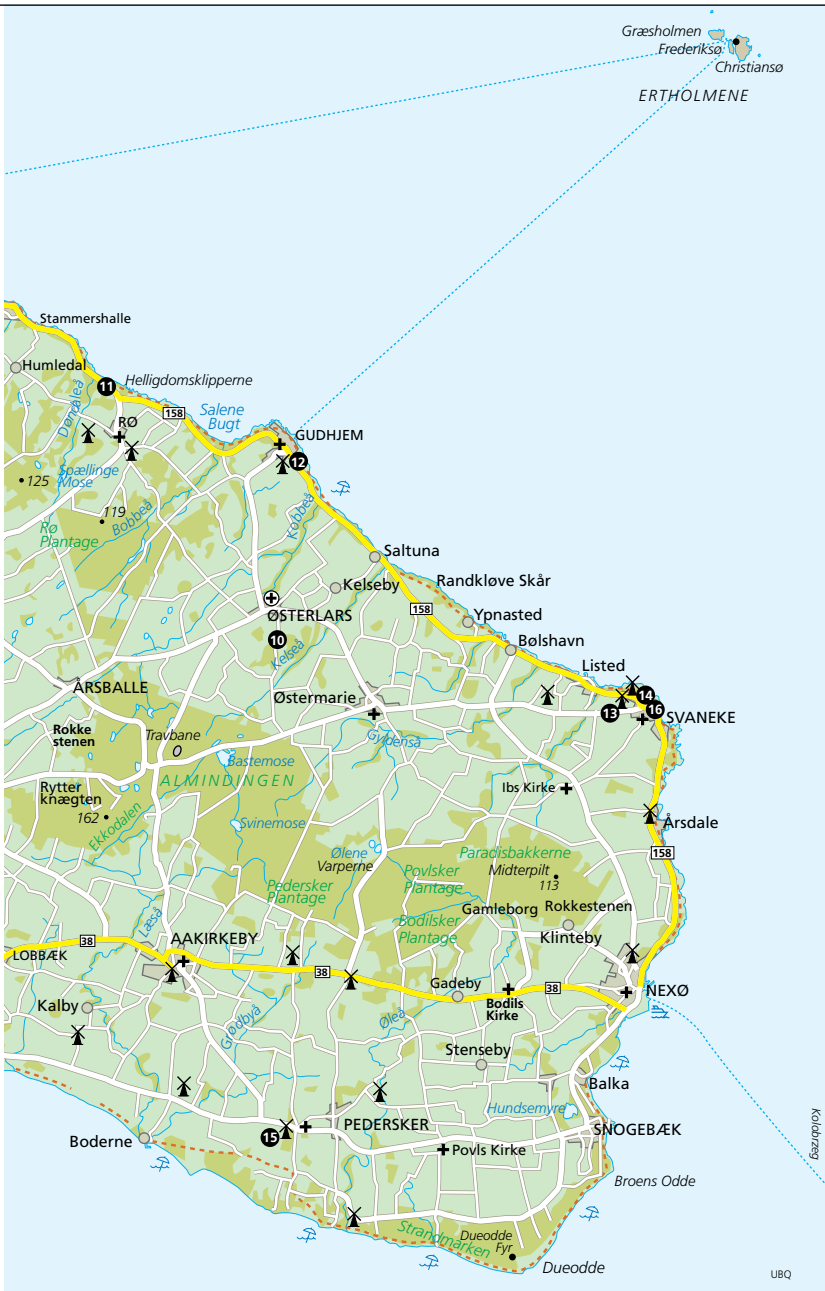 Græsholmen
Frederiksø
Christiansø
ERTHOLMENE
Stammershalle
Humledal
11
Helligdomsklipperne
Døndaleå
158
Salene
Bugt
RØ
GUDHJEM
12
Spællinge
Mose
125
119
Bobbeå
Kobbeå
Rø
Plantage
Saltuna
Kelseby
Randkløve Skår
158
Ypnasted
ØSTERLARS
10
Kelseå
Bølshavn
Listed
14
16
13
SVANEKE
ÅRSBALLE
Østermarie
Gyldenså
Rokke
stenen
Travbane
Bastemose
ALMINDINGEN
Ibs Kirke
Rytter
knægten
162
Ekkodalen
Svinemose
Årsdale
Ølene
Varperne
Paradisbakkerne
Midterpilt
113
158
Povlsker
Plantage
Pedersker
Plantage
Gamleborg
Rokkestenen
Bodilsker
Plantage
Klinteby
Læså
AAKIRKEBY
38
LOBBÆK
38
Gadeby
38
Bodils
Kirke
NEXØ
Kalby
Grødbyå
Øleå
Stenseby
Balka
Hundsemyre
SNOGEBÆK
PEDERSKER
15
Boderne
Povls Kirke
Kolobrzeg
Broens Odde
Strandmarken
Dueodde
Fyr
Dueodde
UBQ